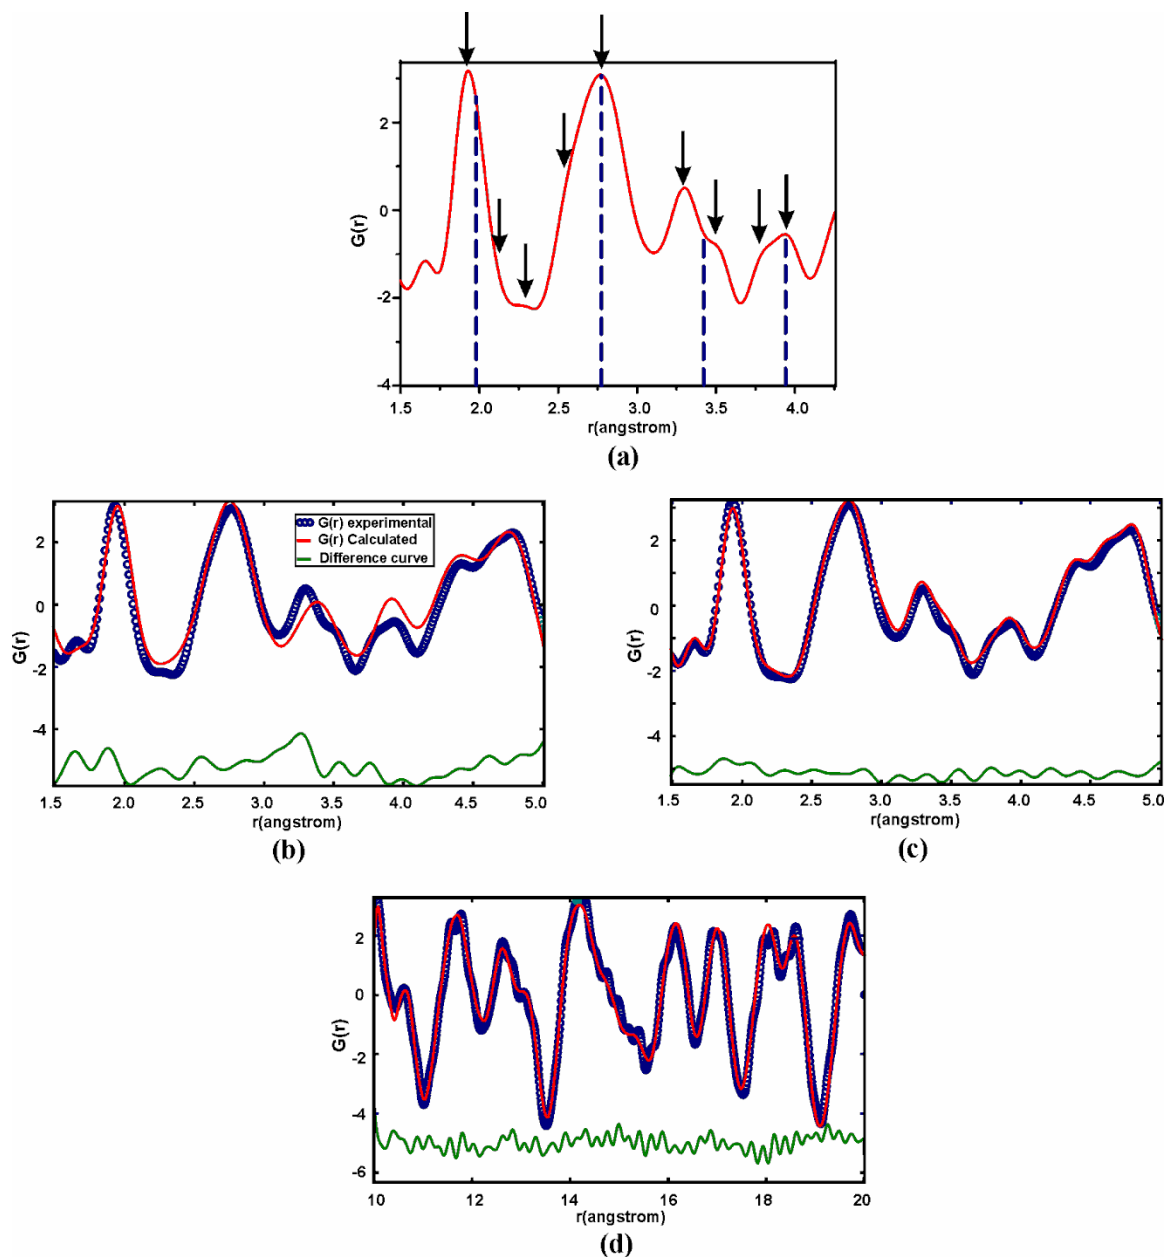 G(r)
2
0
-2
-4
1.5 2.0 2.5 3.0 3.5 4.0
r(angstrom)
(a)
G(r) experimental
G(r) Calculated
Difference curve
G(r)
2
0
-2
-4
1.5 2.0 2.5 3.0 3.5 4.0 4.5 5.0
r(angstrom)
(b)
G(r)
2
0
-2
-4
1.5 2.0 2.5 3.0 3.5 4.0 4.5 5.0
r(angstrom)
(c)
G(r)
2
0
-2
-4
-6
10 12 14 16 18 20
r(angstrom)
(d)